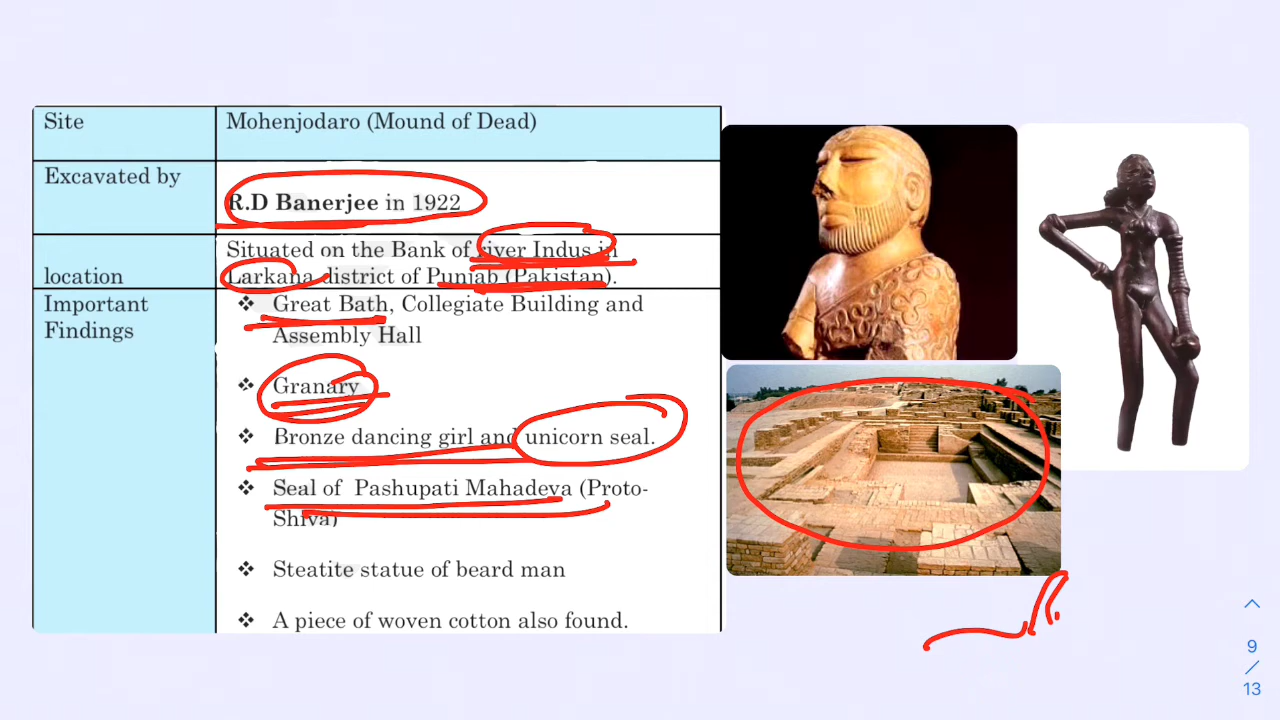 Site
Mohenjodaro (Mound of Dead)
Excavated by
R.D Banerjee in 1922
location
Situated on the Bank of river Indus in
Larkana district of Punjab (Pakistan).
Important
Findings
❖ Great Bath, Collegiate Building and
Assembly Hall
❖ Granary
❖ Bronze dancing girl and unicorn seal.
❖ Seal of Pashupati Mahadeva (Proto-
Shiva)
❖ Steatite statue of beard man
❖ A piece of woven cotton also found.
9
/
13